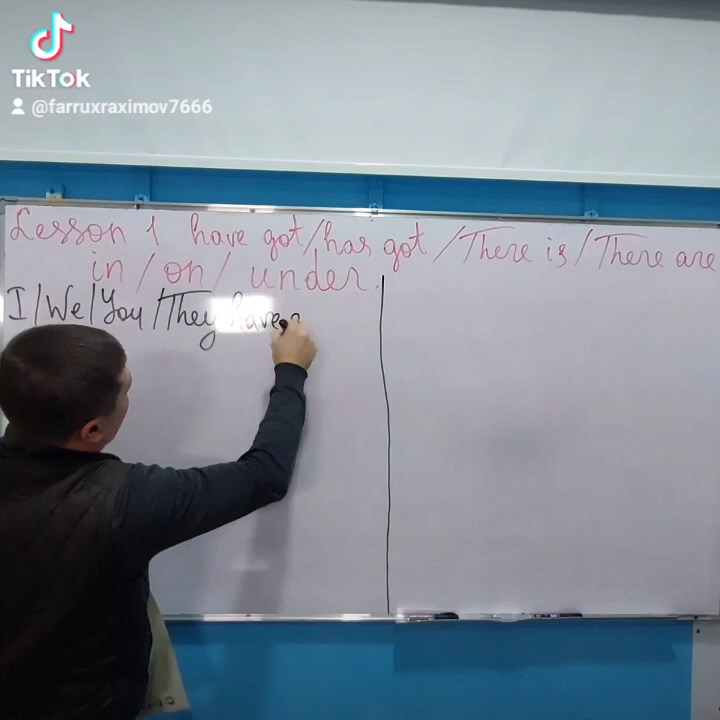 TikTok
@farruxraximov7666
Lesson 1 have got/has got /There is/There are
in/on/under.
I/We/You/They have